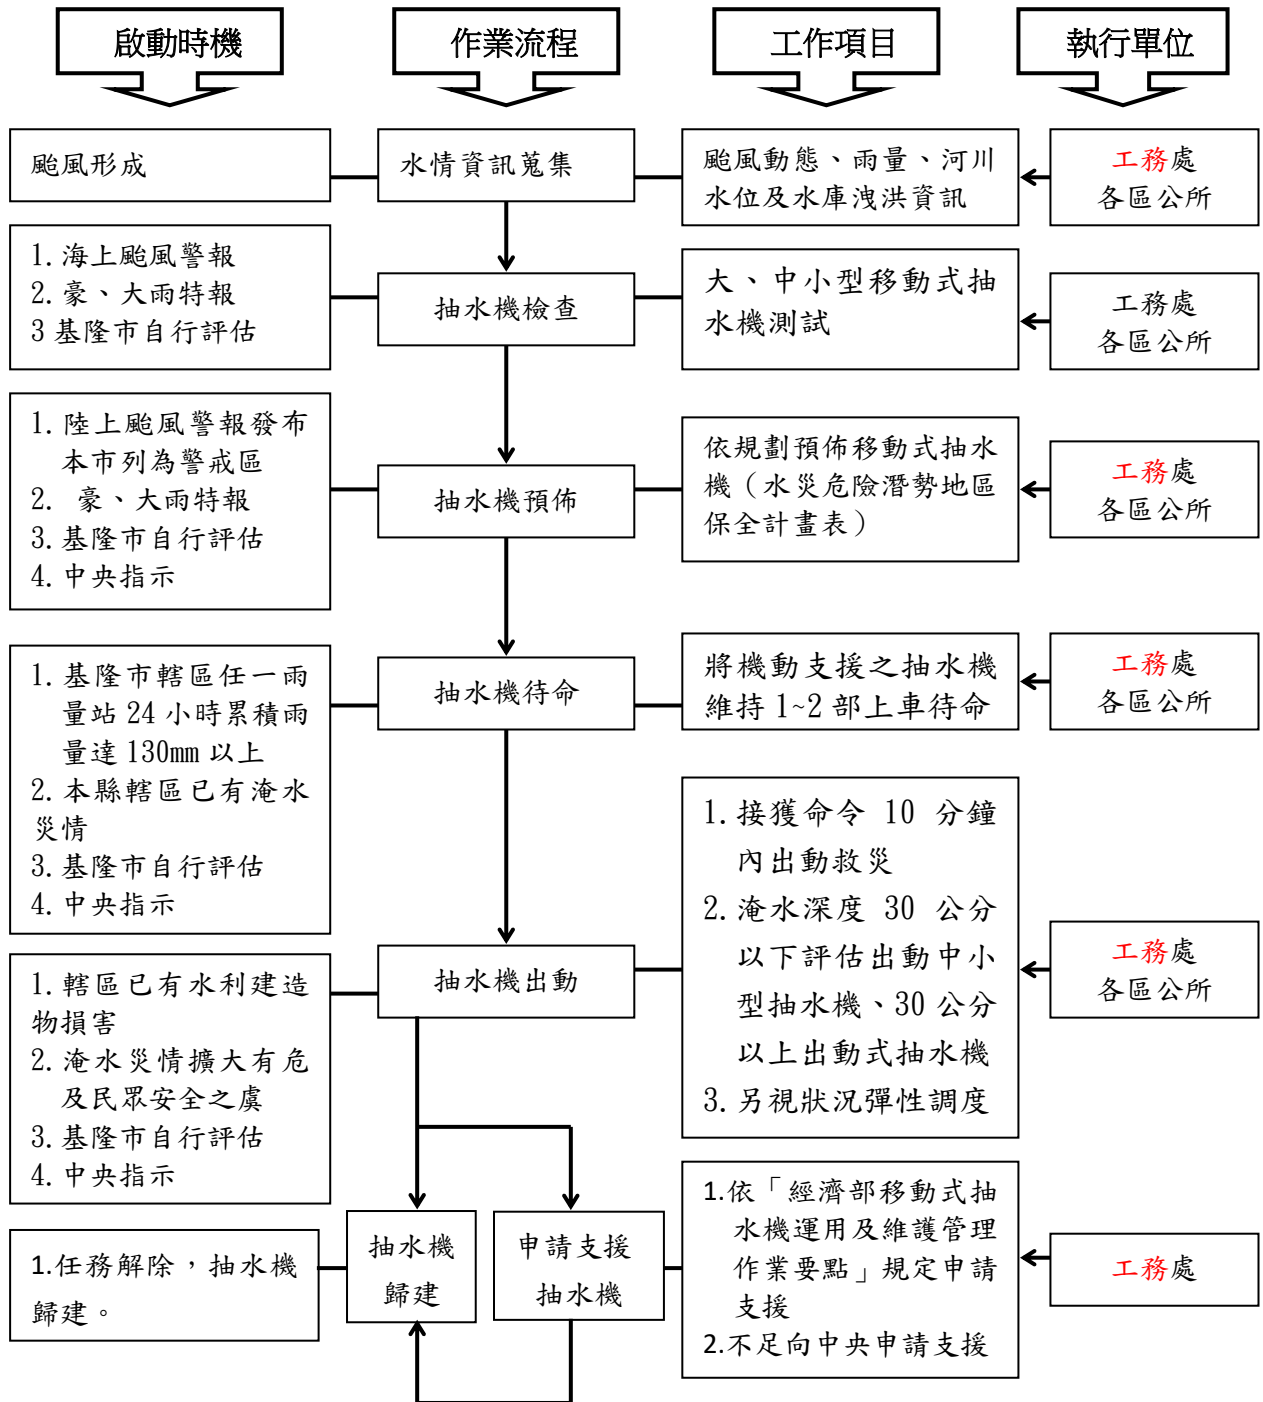 啟動時機
作業流程
工作項目
執行單位
颱風形成
水情資訊蒐集
颱風動態、雨量、河川
水位及水庫洩洪資訊
工務處
各區公所
1.海上颱風警報
2.豪、大雨特報
3 基隆市自行評估
抽水機檢查
大、中小型移動式抽
水機測試
工務處
各區公所
1.陸上颱風警報發布
本市列為警戒區
2. 豪、大雨特報
3.基隆市自行評估
4.中央指示
抽水機預佈
依規劃預佈移動式抽水
機（水災危險潛勢地區
保全計畫表）
工務處
各區公所
1.基隆市轄區任一雨
量站 24 小時累積雨
量達 130mm 以上
2.本縣轄區已有淹水
災情
3.基隆市自行評估
4.中央指示
抽水機待命
將機動支援之抽水機
維持 1~2 部上車待命
工務處
各區公所
1.轄區已有水利建造
物損害
2.淹水災情擴大有危
及民眾安全之虞
3.基隆市自行評估
4.中央指示
抽水機出動
1.接獲命令 10 分鐘
內出動救災
2.淹水深度 30 公分
以下評估出動中小
型抽水機、30 公分
以上出動式抽水機
3.另視狀況彈性調度
工務處
各區公所
1.任務解除，抽水機
歸建。
抽水機
歸建
申請支援
抽水機
1.依「經濟部移動式抽
水機運用及維護管理
作業要點」規定申請
支援
2.不足向中央申請支援
工務處